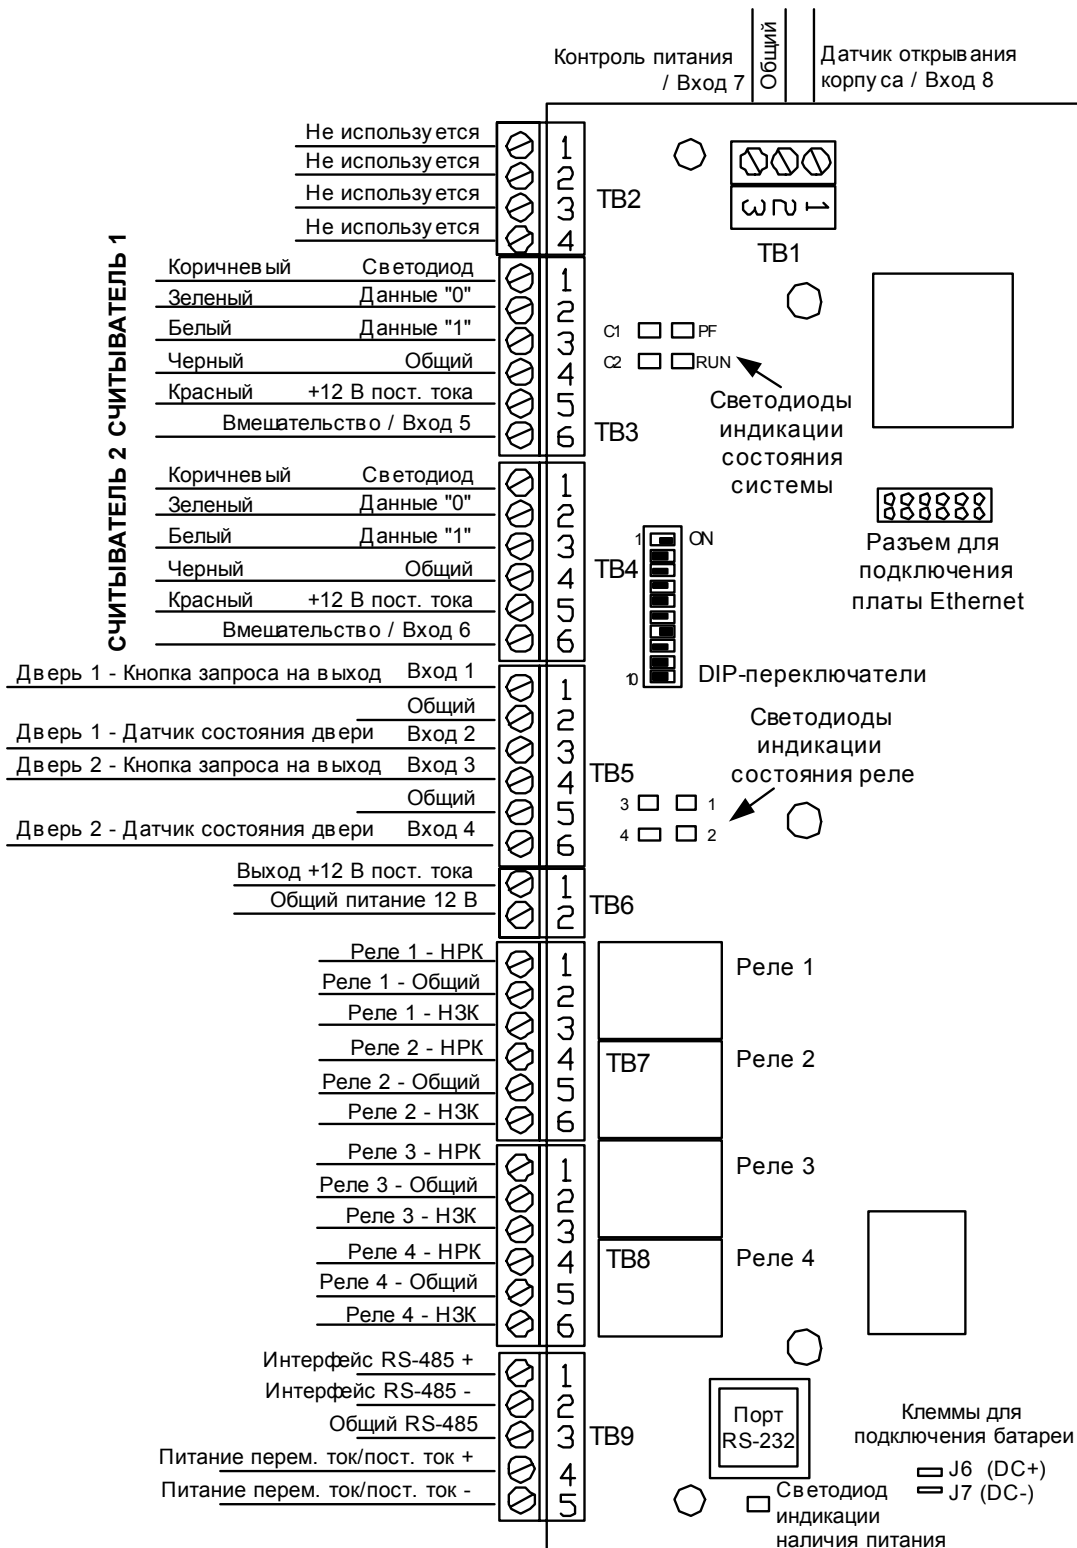 Контроль питания
/ Вход 7
Общий
Датчик открывания
корпуса / Вход 8
Не используется
Не используется
Не используется
Не используется
1
2
3
4
TB2
3 2 1
TB1
СЧИТЫВАТЕЛЬ 1
Коричневый Светодиод
Зеленый Данные "0"
Белый Данные "1"
Черный Общий
Красный +12 В пост. тока
Вмешательство / Вход 5
1
2
3
4
5
6
TB3
C1 PF
C2 RUN
Светодиоды
индикации
состояния
системы
СЧИТЫВАТЕЛЬ 2
Коричневый Светодиод
Зеленый Данные "0"
Белый Данные "1"
Черный Общий
Красный +12 В пост. тока
Вмешательство / Вход 6
1
2
3
4
5
6
TB4
1 ON
10
DIP-переключатели
Разъем для
подключения
платы Ethernet
Дверь 1 - Кнопка запроса на выход Вход 1
Общий
Дверь 1 - Датчик состояния двери Вход 2
Дверь 2 - Кнопка запроса на выход Вход 3
Общий
Дверь 2 - Датчик состояния двери Вход 4
1
2
3
4
5
6
TB5
Светодиоды
индикации
состояния реле
3 1
4 2
Выход +12 В пост. тока
Общий питание 12 В
1
2
TB6
Реле 1 - НРК
Реле 1 - Общий
Реле 1 - НЗК
Реле 2 - НРК
Реле 2 - Общий
Реле 2 - НЗК
1
2
3
4
5
6
TB7
Реле 1
Реле 2
Реле 3 - НРК
Реле 3 - Общий
Реле 3 - НЗК
Реле 4 - НРК
Реле 4 - Общий
Реле 4 - НЗК
1
2
3
4
5
6
TB8
Реле 3
Реле 4
Интерфейс RS-485 +
Интерфейс RS-485 -
Общий RS-485
Питание перем. ток/пост. ток +
Питание перем. ток/пост. ток -
1
2
3
4
5
TB9
Порт
RS-232
Клеммы для
подключения батареи
J6 (DC+)
J7 (DC-)
Светодиод
индикации
наличия питания